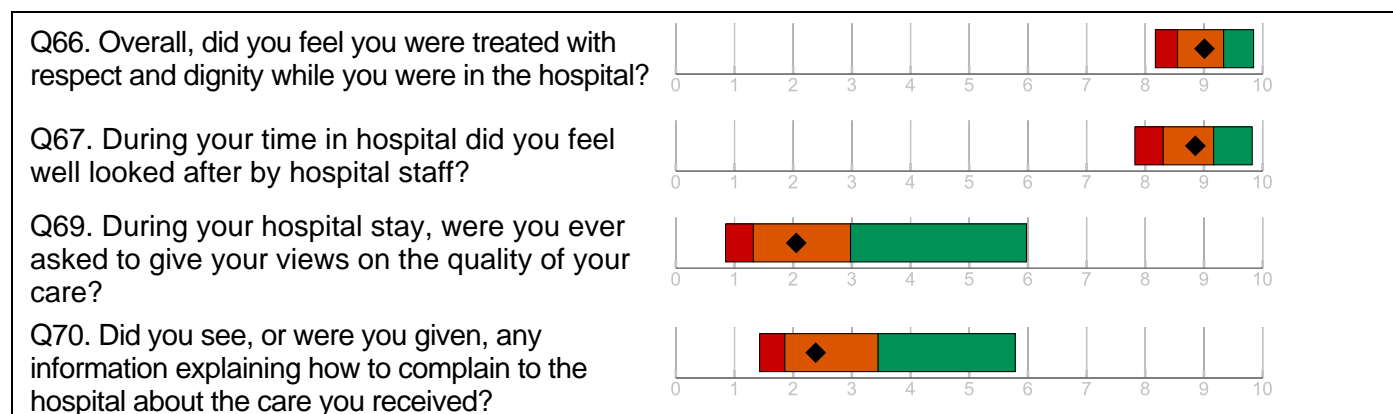 Q66. Overall, did you feel you were treated with
respect and dignity while you were in the hospital?
0 1 2 3 4 5 6 7 8 9 10
Q67. During your time in hospital did you feel
well looked after by hospital staff?
0 1 2 3 4 5 6 7 8 9 10
Q69. During your hospital stay, were you ever
asked to give your views on the quality of your
care?
0 1 2 3 4 5 6 7 8 9 10
Q70. Did you see, or were you given, any
information explaining how to complain to the
hospital about the care you received?
0 1 2 3 4 5 6 7 8 9 10